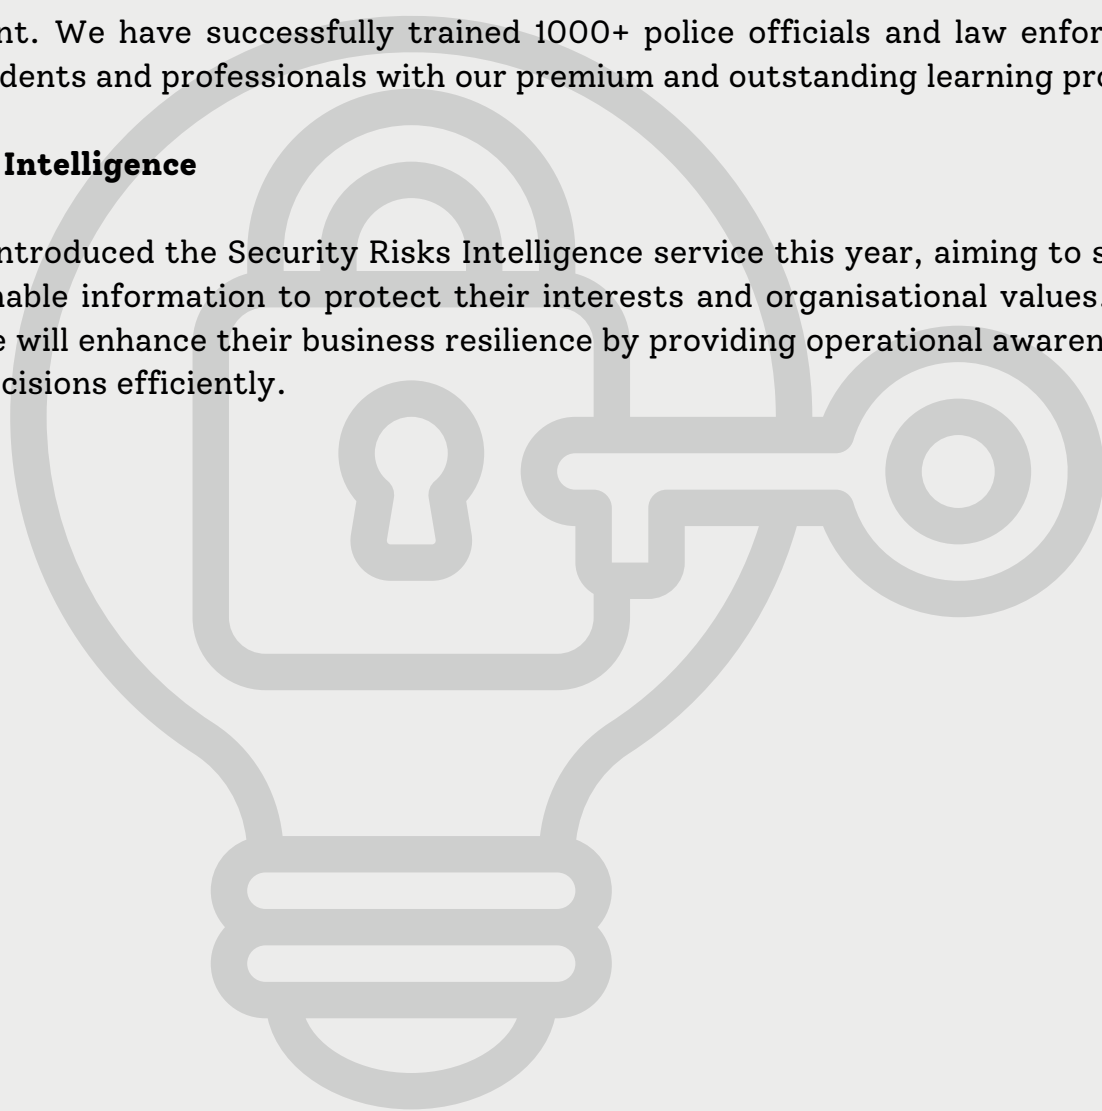 nt. We have successfully trained 1000+ police officials and law enfor
dents and professionals with our premium and outstanding learning pro
Intelligence
ntroduced the Security Risks Intelligence service this year, aiming to s
nable information to protect their interests and organisational values.
e will enhance their business resilience by providing operational awaren
cisions efficiently.